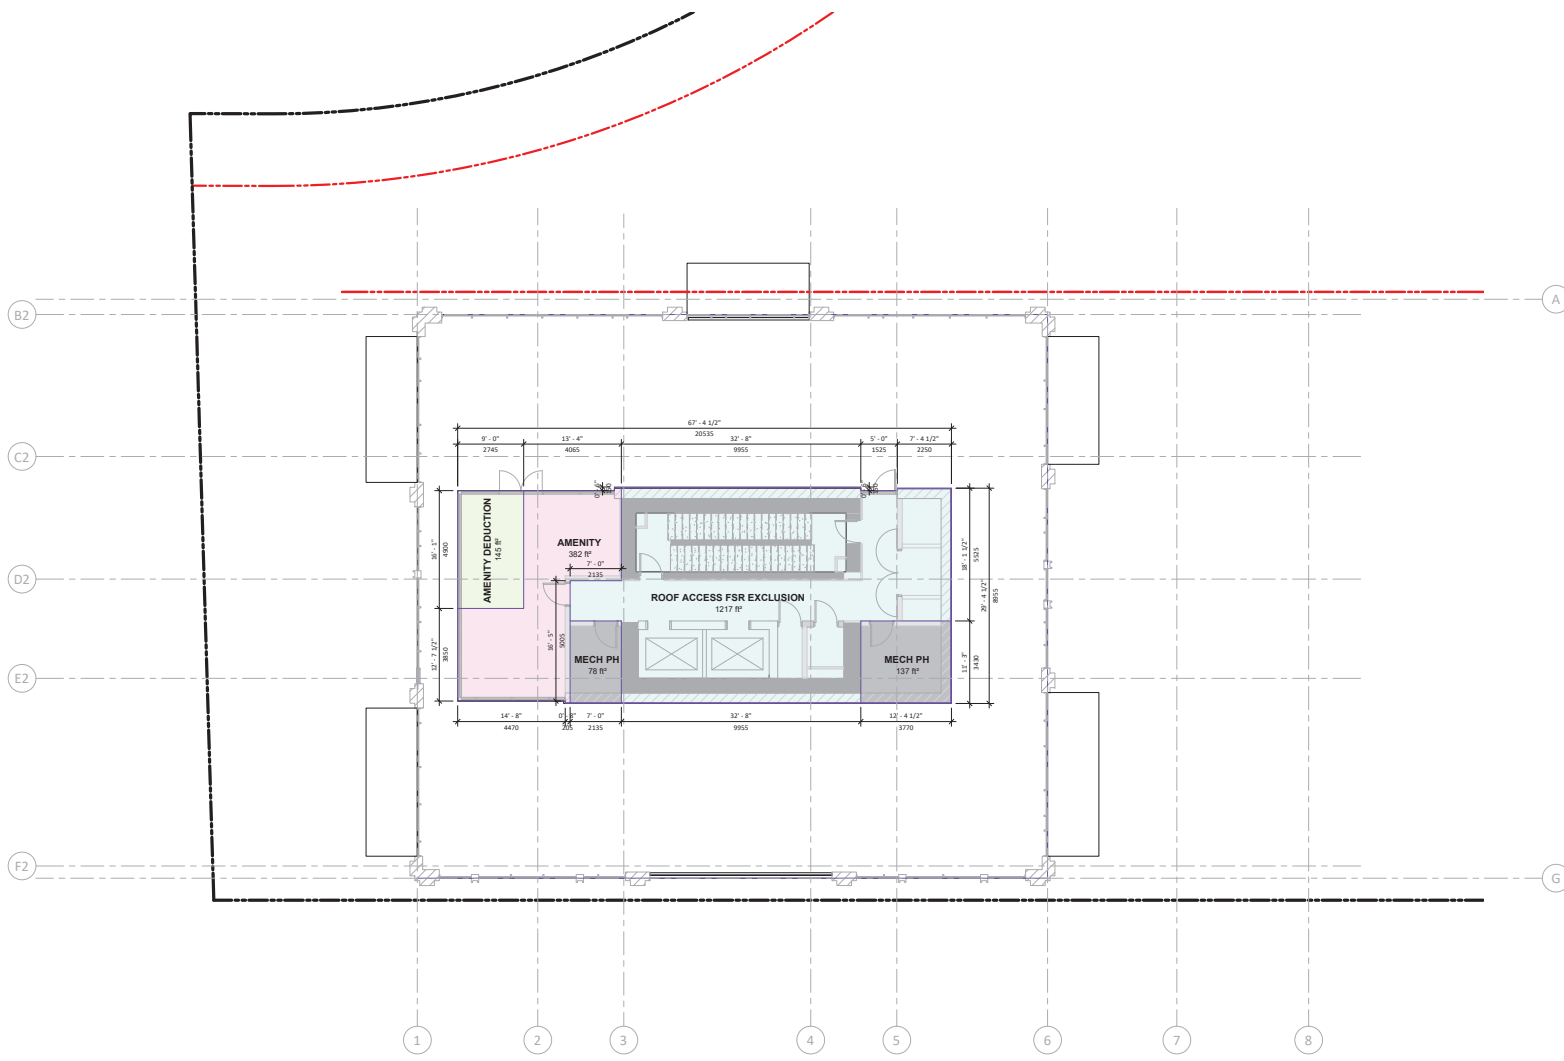 A
B2
67' - 4 1/2"
20535
9' - 0"
13' - 4"
32' - 8"
5' - 0"
7' - 4 1/2"
2745
4065
9955
1525
2250
C2
AMENITY DEDUCTION
145 ft²
16' - 1"
4900
AMENITY
382 ft²
7' - 0"
2135
18' - 1 1/2"
5525
29' - 4 1/2"
8955
D2
ROOF ACCESS FSR EXCLUSION
1217 ft²
12' - 7 1/2"
3850
16' - 5"
5005
MECH PH
78 ft²
MECH PH
137 ft²
11' - 3"
3430
E2
14' - 8"
7' - 0"
32' - 8"
12' - 4 1/2"
4470
205
2135
9955
3770
F2
G
1
2
3
4
5
6
7
8